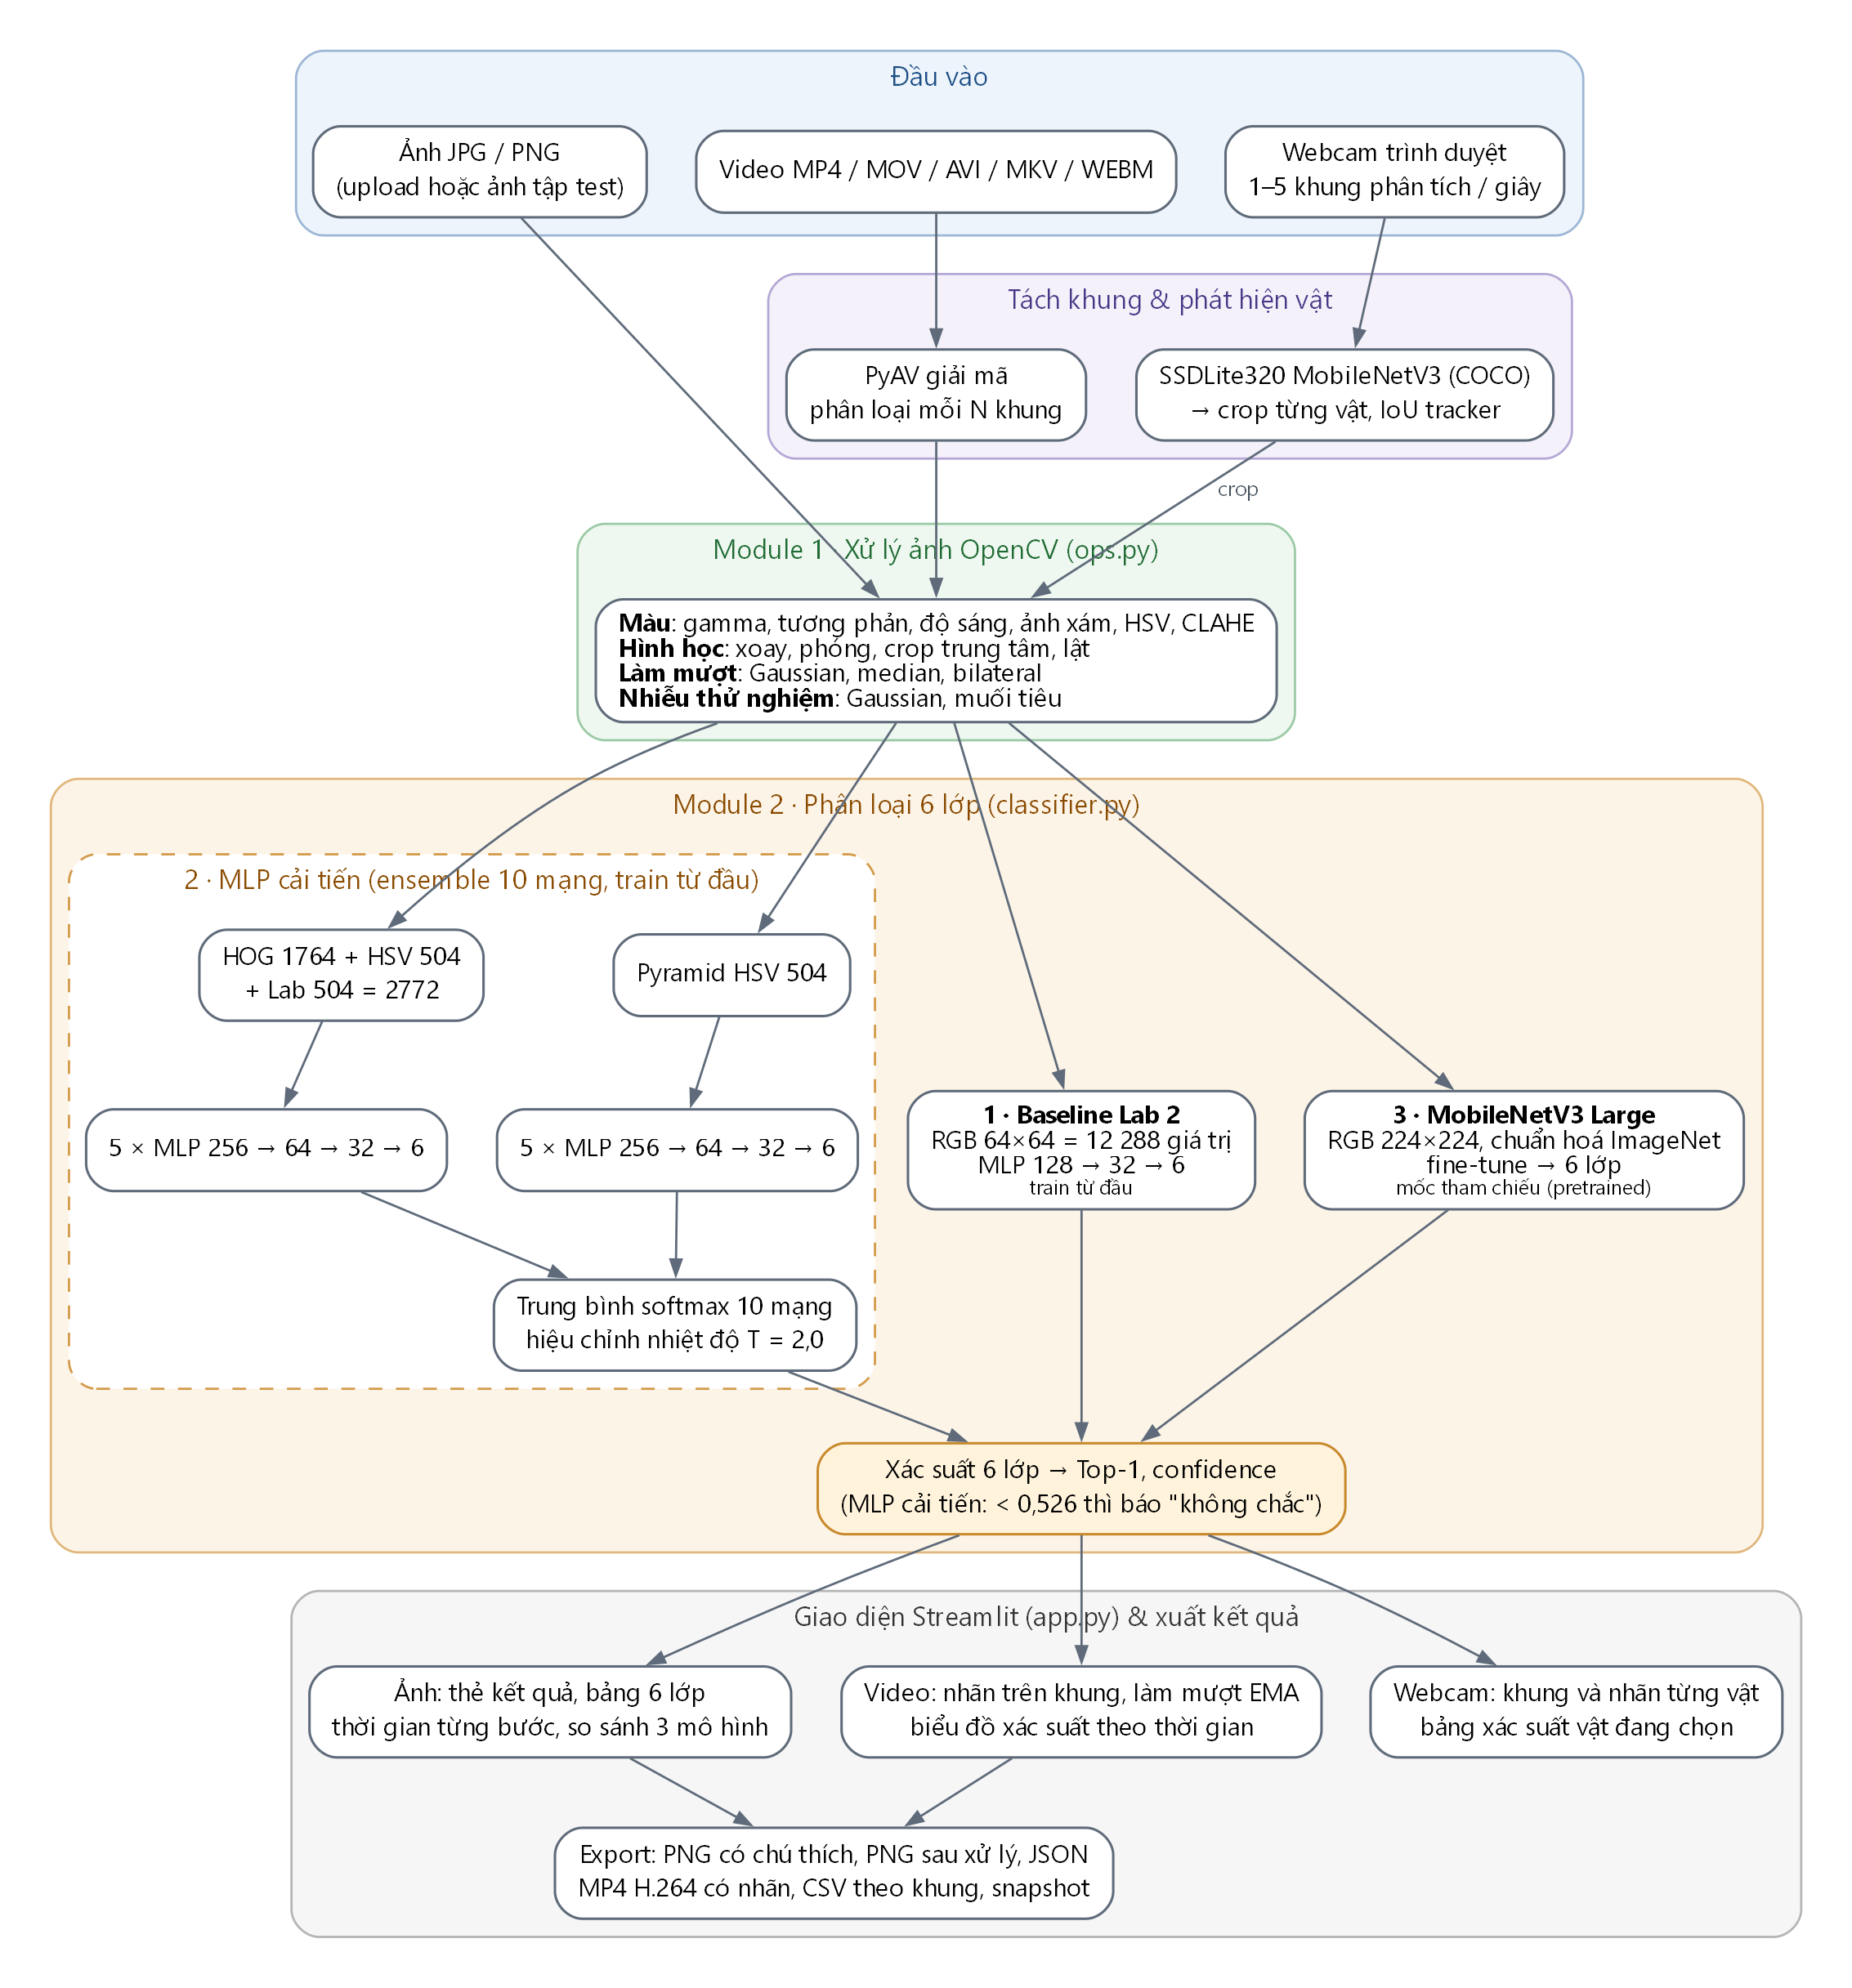 Đầu vào
Ảnh JPG / PNG
(upload hoặc ảnh tập test)
Video MP4 / MOV / AVI / MKV / WEBM
Webcam trình duyệt
1–5 khung phân tích / giây
Tách khung & phát hiện vật
PyAV giải mã
phân loại mỗi N khung
SSDLite320 MobileNetV3 (COCO)
→ crop từng vật, IoU tracker
crop
Module 1 · Xử lý ảnh OpenCV (ops.py)
Màu: gamma, tương phản, độ sáng, ảnh xám, HSV, CLAHE
Hình học: xoay, phóng, crop trung tâm, lật
Làm mượt: Gaussian, median, bilateral
Nhiễu thử nghiệm: Gaussian, muối tiêu
Module 2 · Phân loại 6 lớp (classifier.py)
2 · MLP cải tiến (ensemble 10 mạng, train từ đầu)
HOG 1764 + HSV 504
+ Lab 504 = 2772
Pyramid HSV 504
5 × MLP 256 → 64 → 32 → 6
5 × MLP 256 → 64 → 32 → 6
1 · Baseline Lab 2
RGB 64×64 = 12 288 giá trị
MLP 128 → 32 → 6
train từ đầu
3 · MobileNetV3 Large
RGB 224×224, chuẩn hoá ImageNet
fine-tune → 6 lớp
mốc tham chiếu (pretrained)
Trung bình softmax 10 mạng
hiệu chỉnh nhiệt độ T = 2,0
Xác suất 6 lớp → Top-1, confidence
(MLP cải tiến: < 0,526 thì báo "không chắc")
Giao diện Streamlit (app.py) & xuất kết quả
Ảnh: thẻ kết quả, bảng 6 lớp
thời gian từng bước, so sánh 3 mô hình
Video: nhãn trên khung, làm mượt EMA
biểu đồ xác suất theo thời gian
Webcam: khung và nhãn từng vật
bảng xác suất vật đang chọn
Export: PNG có chú thích, PNG sau xử lý, JSON
MP4 H.264 có nhãn, CSV theo khung, snapshot